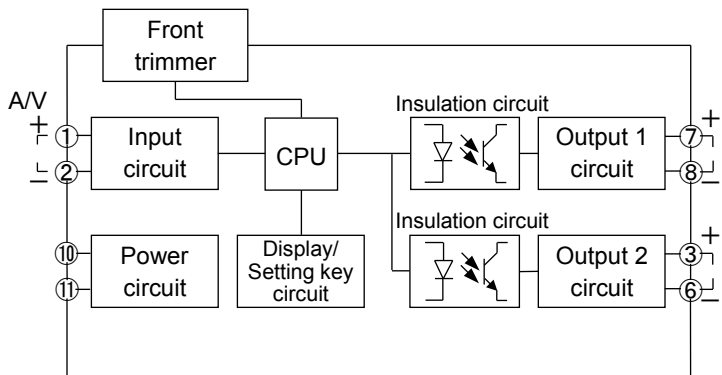 Front
trimmer
A/V
+
①
②
−
Input
circuit
CPU
Insulation circuit
Output 1
circuit
+
⑦
⑧
−
⑩
⑪
Power
circuit
Display/
Setting key
circuit
Insulation circuit
Output 2
circuit
+
③
⑥
−